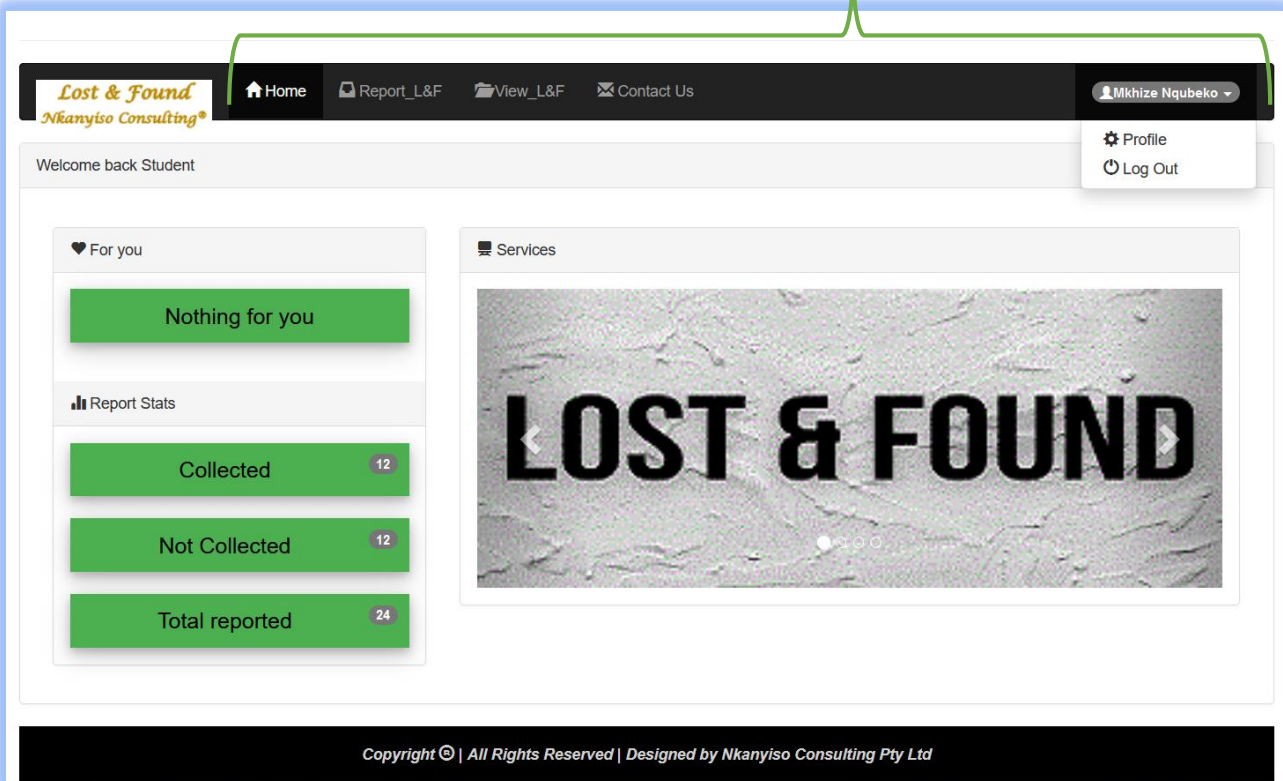 Lost & Found
Nkanyiso Consulting®
Home
Report_L&F
View_L&F
Contact Us
Mkhize Nqubeko
Profile
Log Out
Welcome back Student
For you
Nothing for you
Report Stats
Collected 12
Not Collected 12
Total reported 24
Services
LOST & FOUND
Copyright ® | All Rights Reserved | Designed by Nkanyiso Consulting Pty Ltd